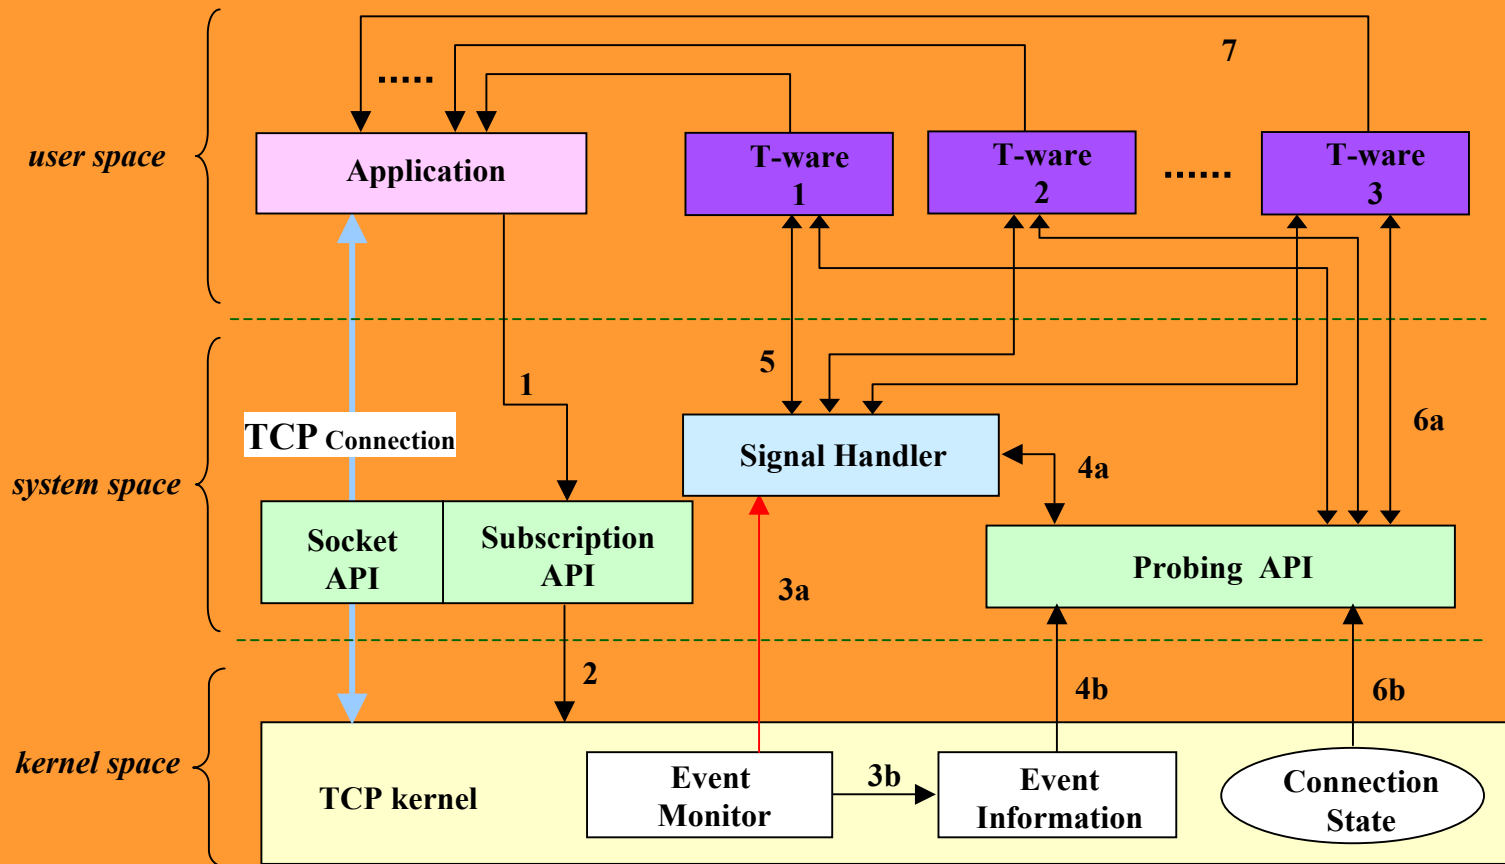 7
.....
user space
Application
T-ware
1
T-ware
2
......
T-ware
3
1
5
TCP Connection
6a
system space
Signal Handler
4a
Socket
API
Subscription
API
Probing API
3a
2
4b
6b
kernel space
TCP kernel
Event
Monitor
3b
Event
Information
Connection
State